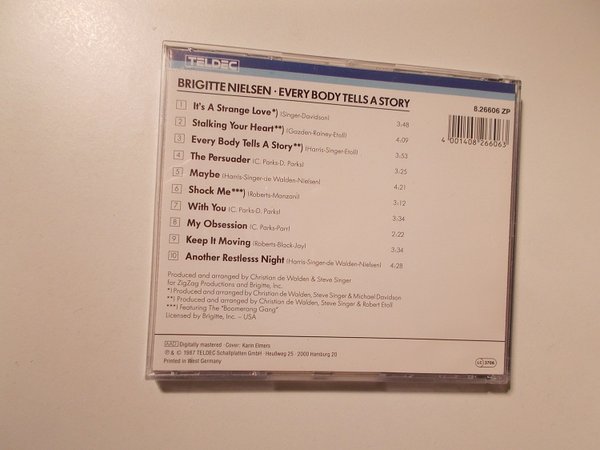 TELDEC
BRIGITTE NIELSEN · EVERY BODY TELLS A STORY
8.26606 ZP
1 It's A Strange Love*) (Singer-Davidson) 3:48
2 Stalking Your Heart**) (Gazden-Rainey-Etoll) 4:09
3 Every Body Tells A Story**) (Harris-Singer-Etoll) 3:53
4 The Persuader (C. Parks-D. Parks) 3:25
5 Maybe (Harris-Singer-de Walden-Nielsen) 4:21
6 Shock Me***) (Roberts-Manzani) 3:12
7 With You (C. Parks-D. Parks) 3:34
8 My Obsession (C. Parks-Parr) 2:22
9 Keep It Moving (Roberts-Black-Jay) 3:34
10 Another Restlesss Night (Harris-Singer-de Walden-Nielsen) 4:28
4 001408 266063
Produced and arranged by Christian de Walden & Steve Singer
for ZigZag Productions and Brigitte, Inc.
*) Produced and arranged by Christian de Walden, Steve Singer & Michael Davidson
**) Produced and arranged by Christian de Walden, Steve Singer & Robert Etoll
***) Featuring The "Boomerang Gang"
Licensed by Brigitte, Inc. – USA
AAD Digitally mastered · Cover: Karin Elmers
℗ & © 1987 TELDEC Schallplatten GmbH · Heußweg 25 · 2000 Hamburg 20
Printed in West Germany
LC 3706